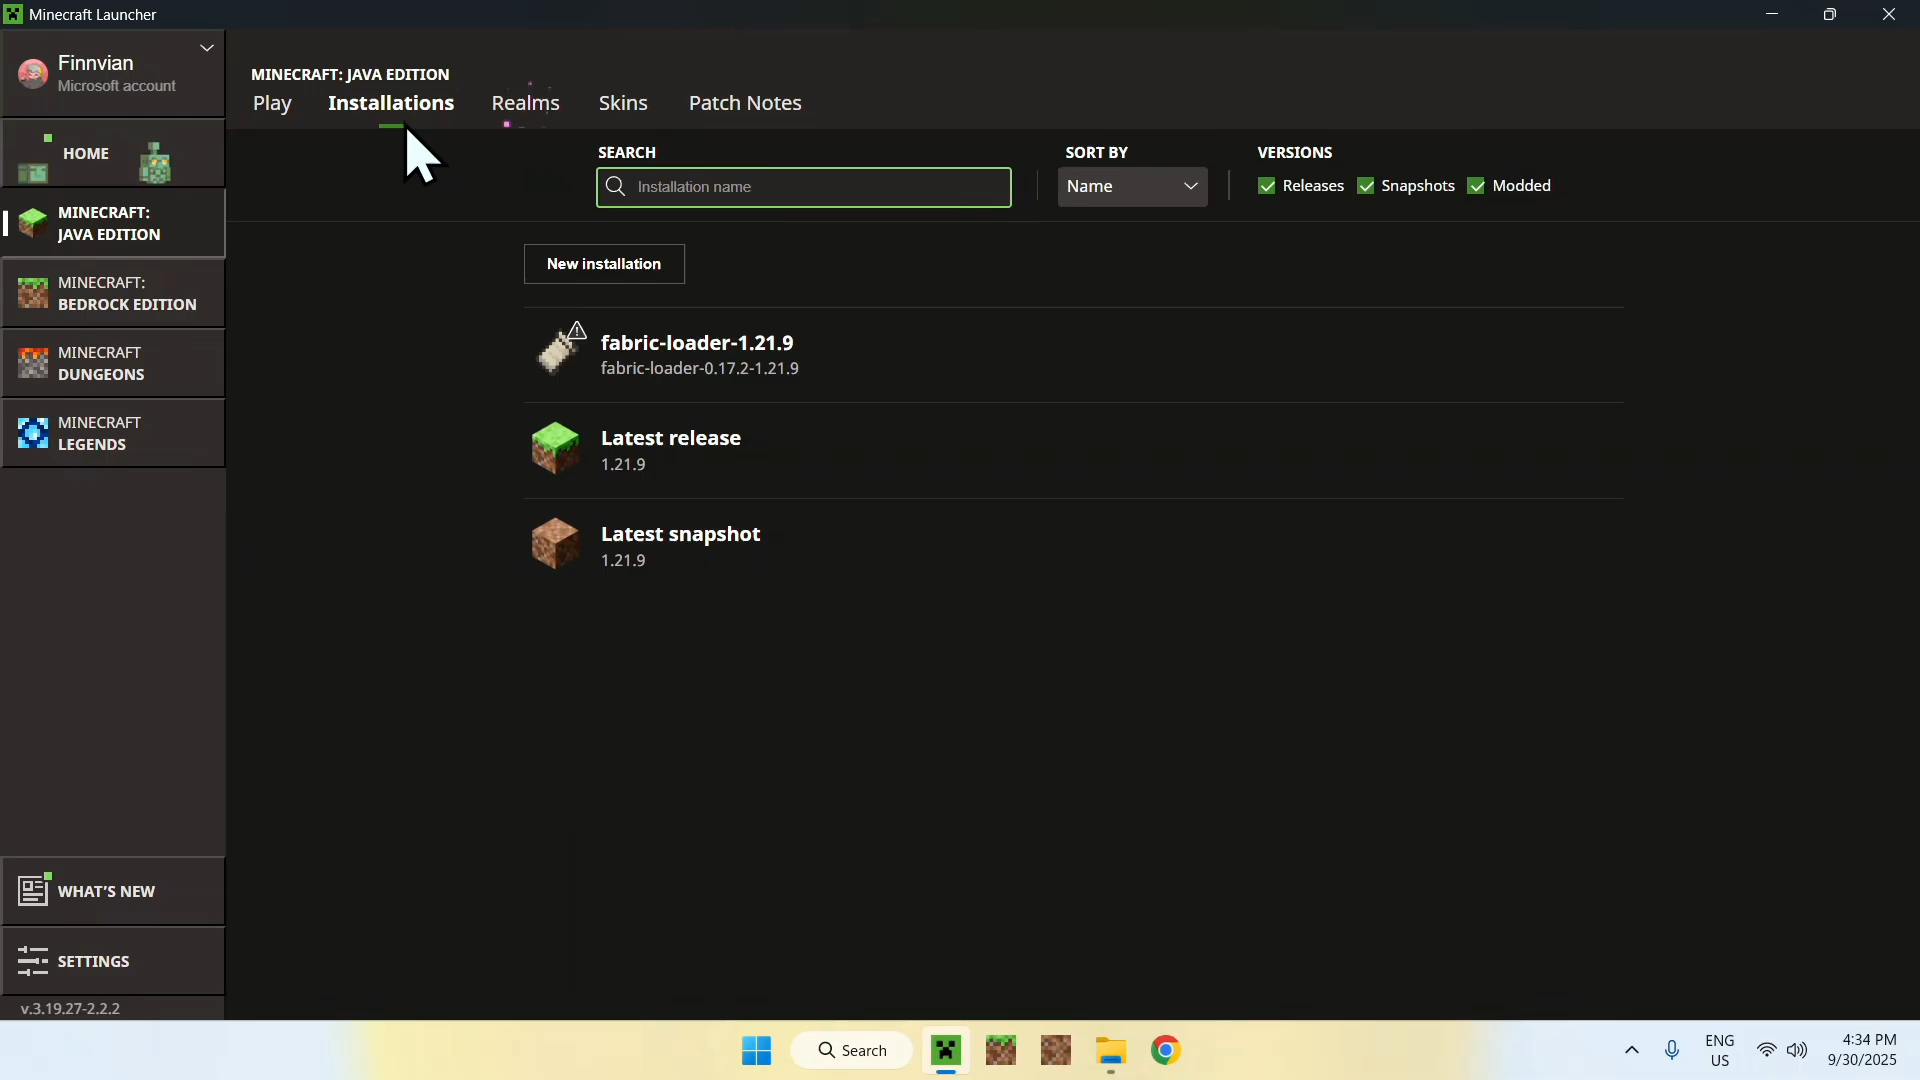 Minecraft Launcher
Finnvian
Microsoft account
HOME
MINECRAFT:
JAVA EDITION
MINECRAFT:
BEDROCK EDITION
MINECRAFT
DUNGEONS
MINECRAFT
LEGENDS
WHAT'S NEW
SETTINGS
v.3.19.27-2.2.2
MINECRAFT: JAVA EDITION
Play Installations Realms Skins Patch Notes
SEARCH SORT BY VERSIONS
Installation name Name Releases Snapshots Modded
New installation
fabric-loader-1.21.9
fabric-loader-0.17.2-1.21.9
Latest release
1.21.9
Latest snapshot
1.21.9
Search
ENG
US
4:34 PM
9/30/2025